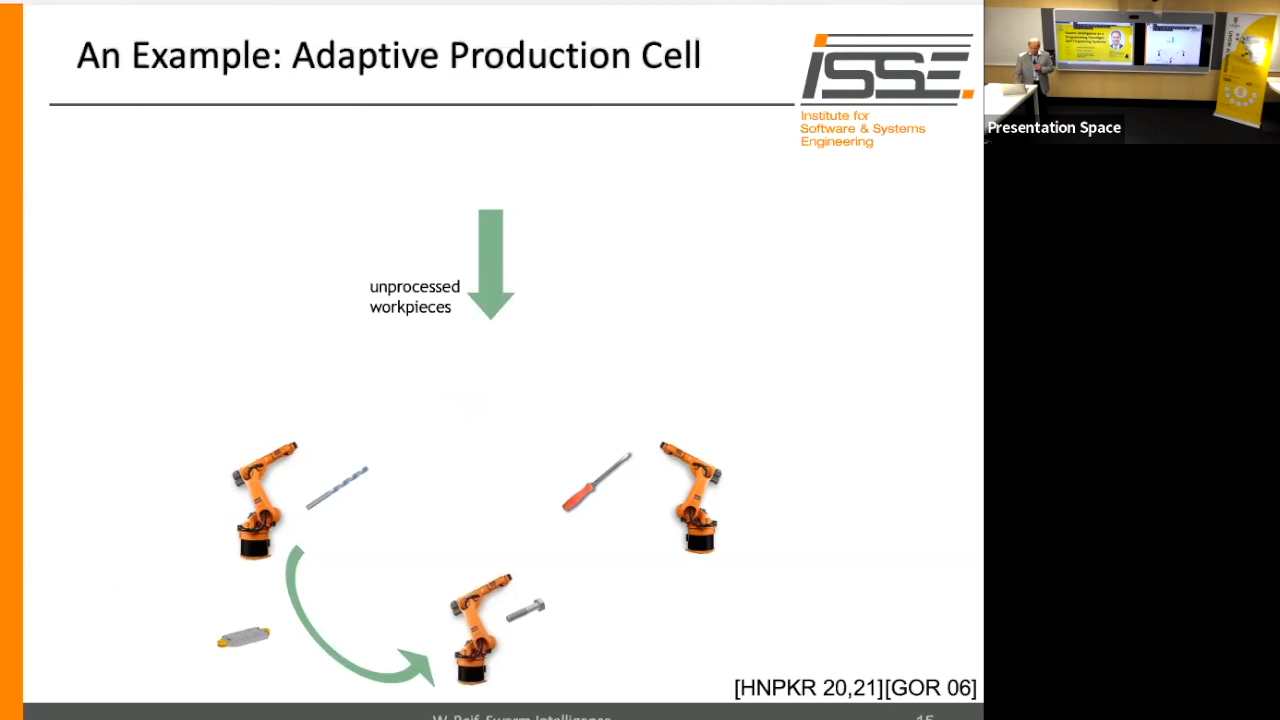 An Example: Adaptive Production Cell
ISSE.
Institute for
Software & Systems
Engineering
Presentation Space
unprocessed
workpieces
[HNPKR 20,21][GOR 06]
W. Reif, Swarm Intelligence
15